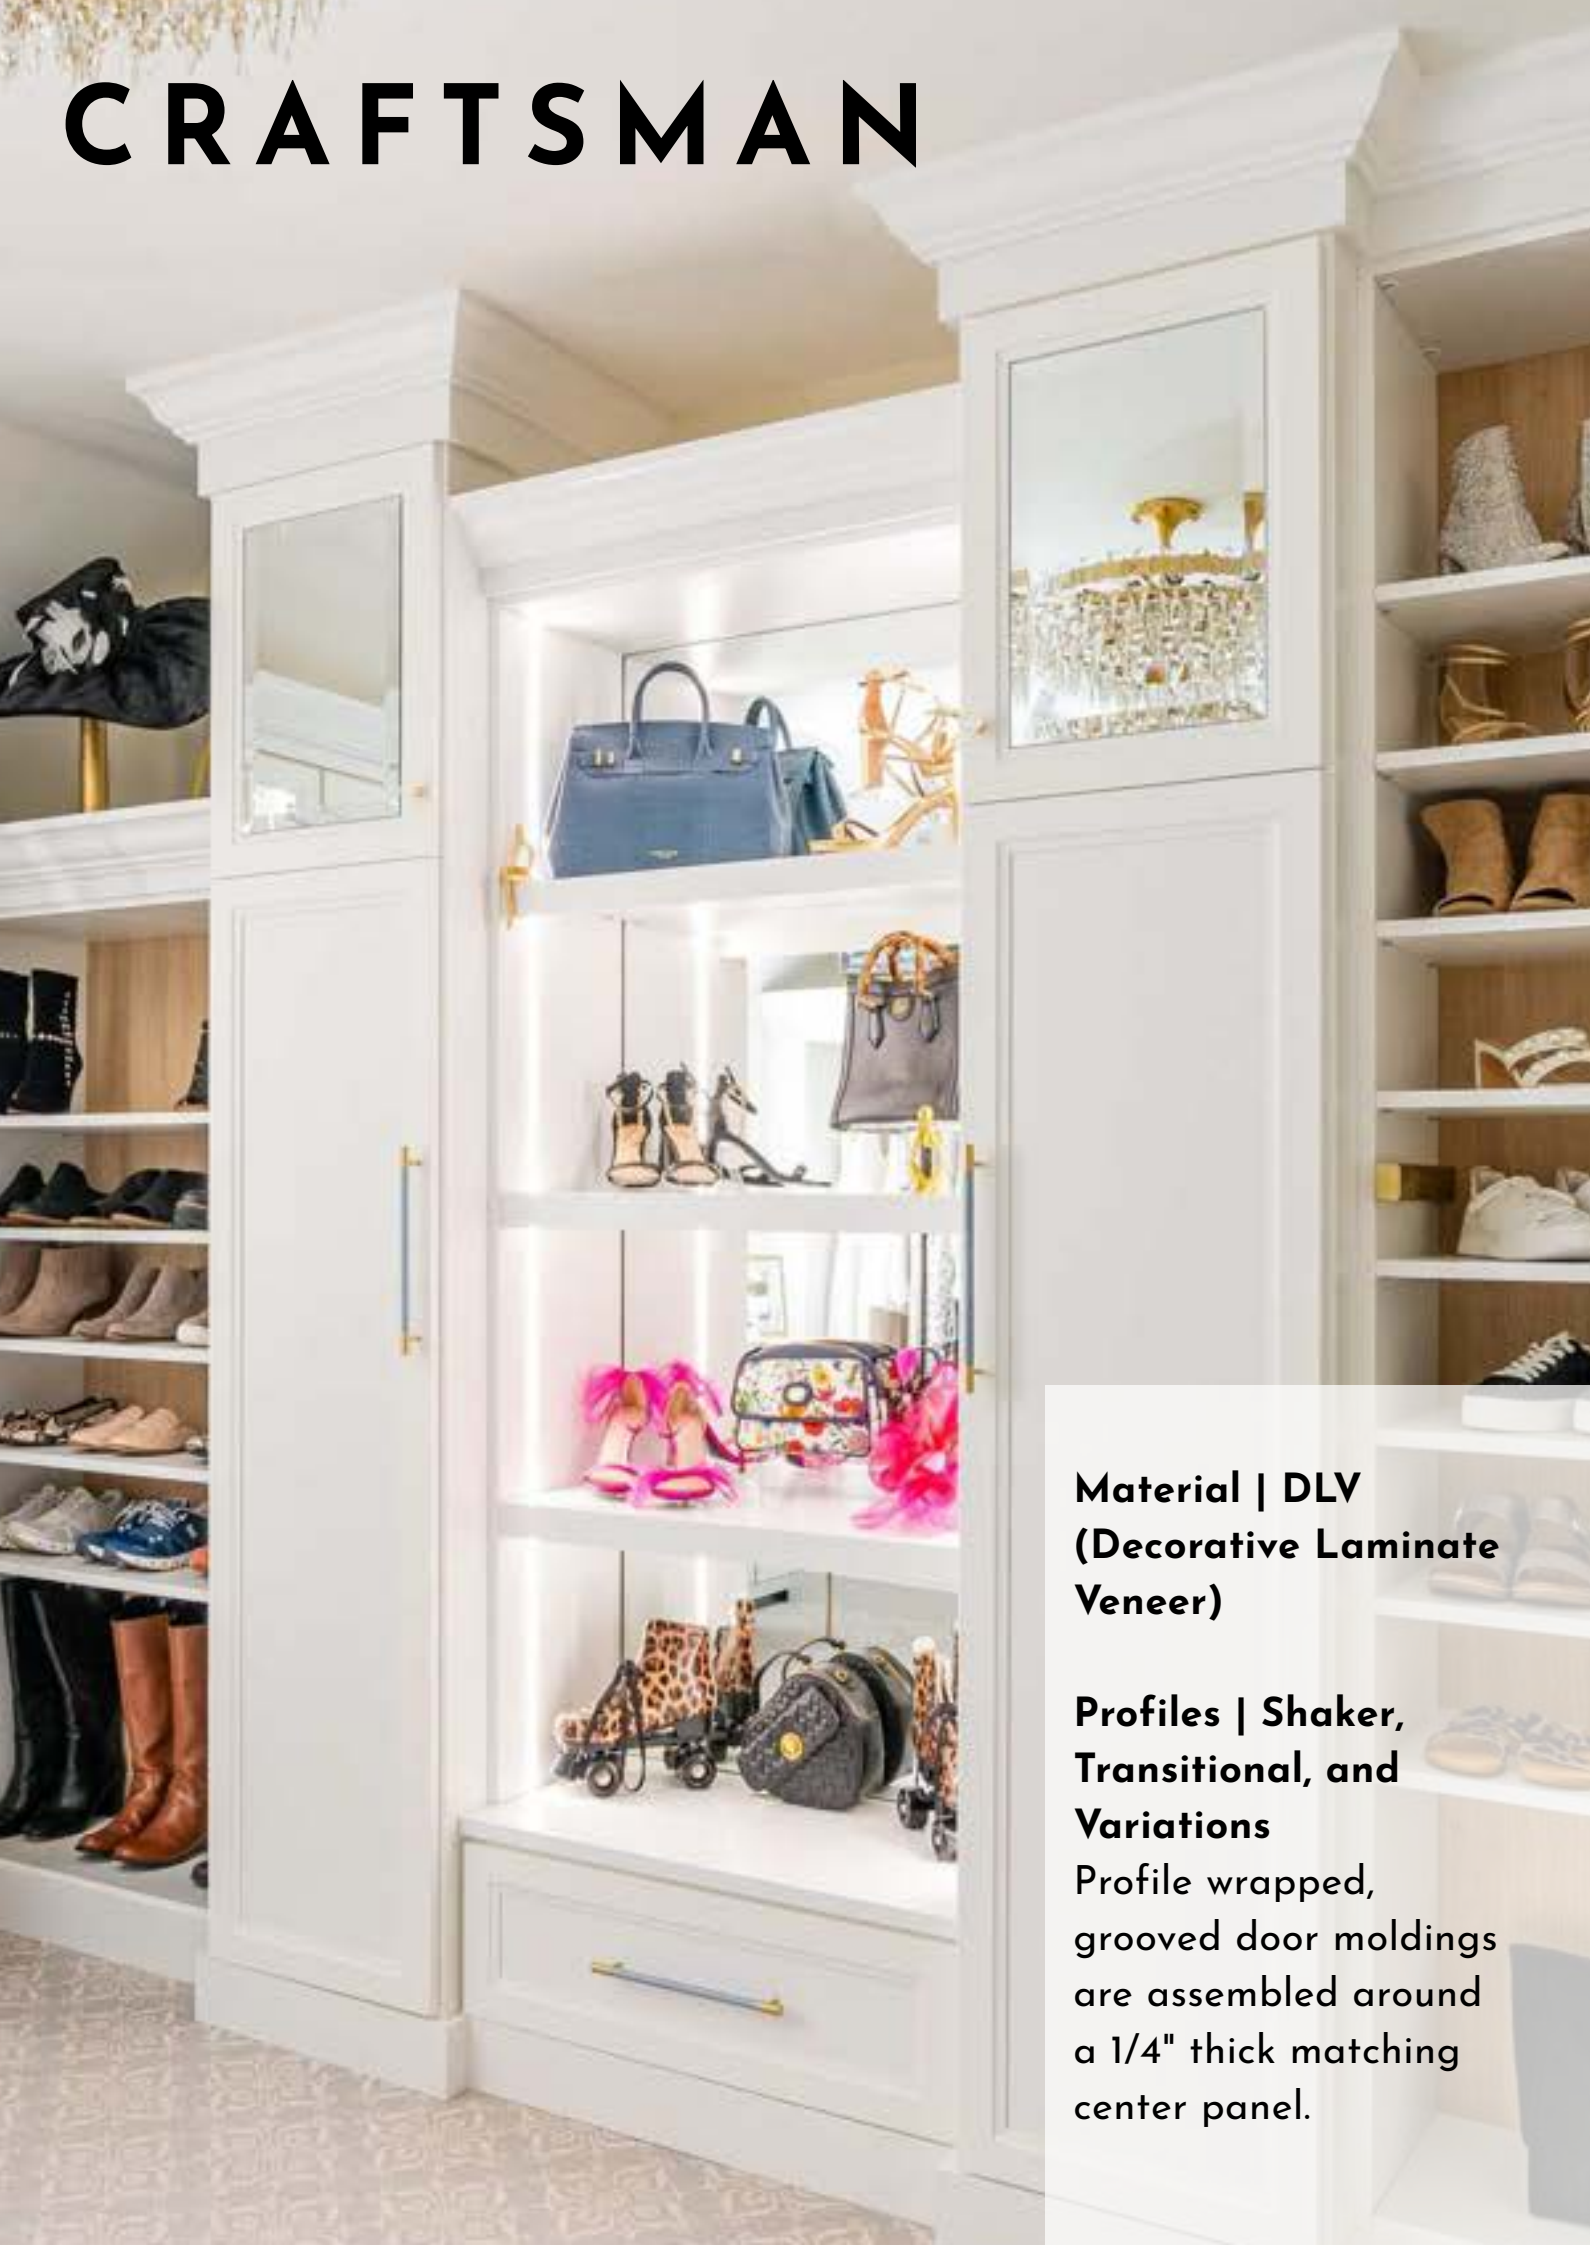 CRAFTSMAN
Material | DLV
(Decorative Laminate
Veneer)
Profiles | Shaker,
Transitional, and
Variations
Profile wrapped,
grooved door moldings
are assembled around
a 1/4" thick matching
center panel.